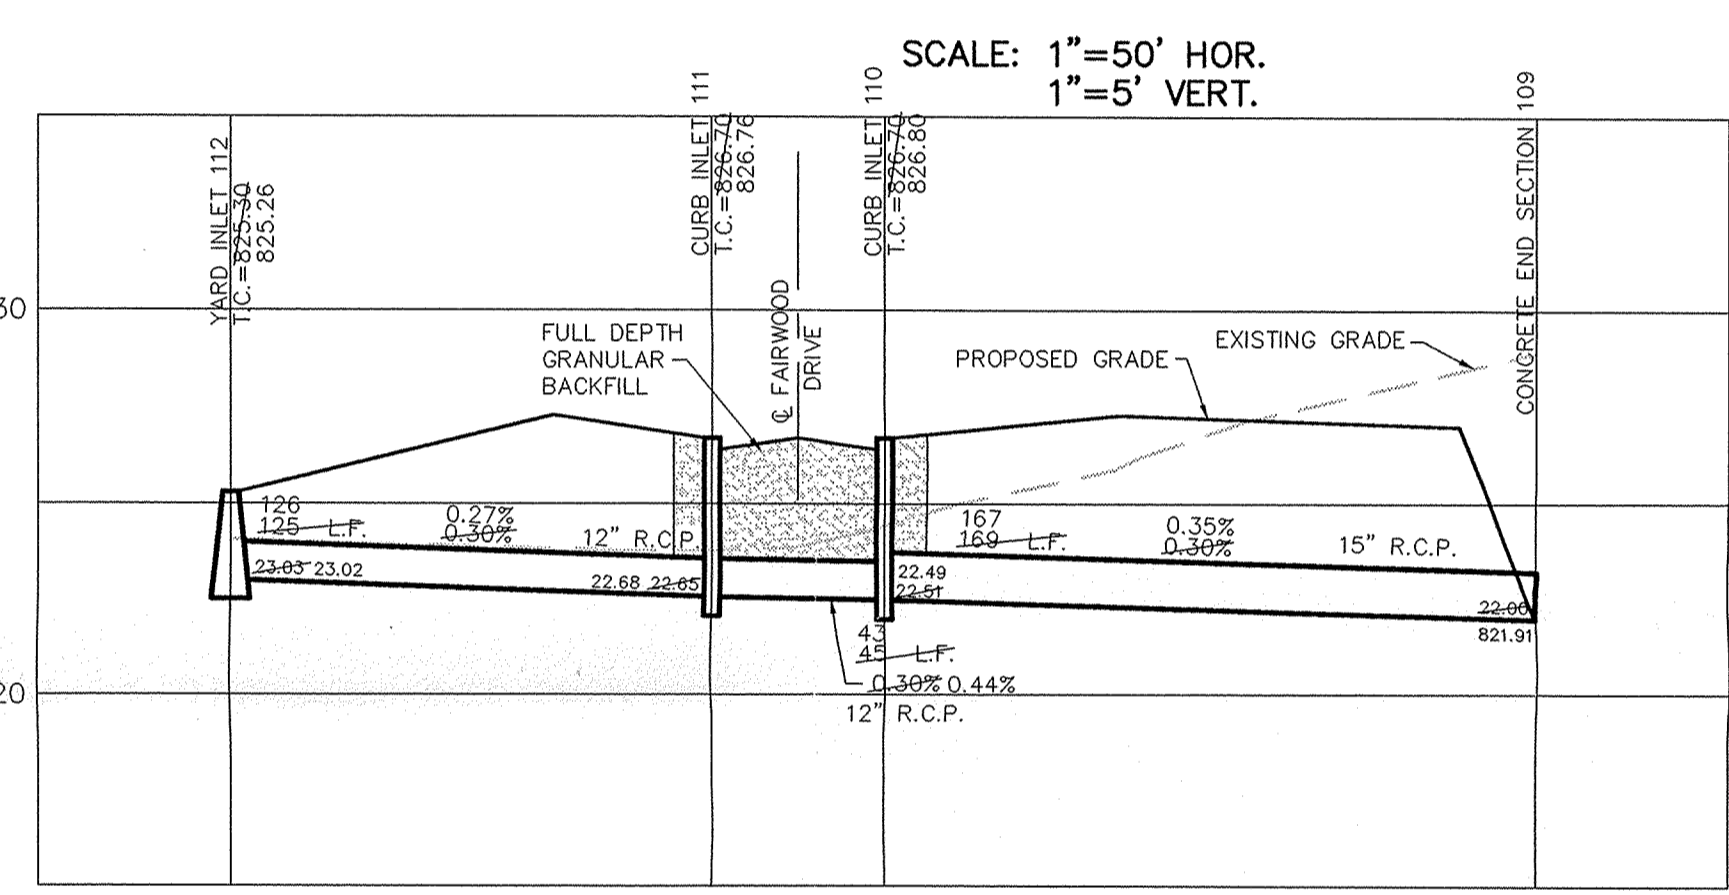 SCALE: 1"=50' HOR.
1"=5' VERT.
YARD INLET 112
T.C.=825.30
825.26
CURB INLET 111
T.C.=826.70
826.76
CURB INLET 110
T.C.=826.70
826.80
CONCRETE END SECTION 109
30
FULL DEPTH
GRANULAR
BACKFILL
℄ FAIRWOOD
DRIVE
PROPOSED GRADE
EXISTING GRADE
126
125 L.F.
0.27%
0.30%
12" R.C.P.
167
169 L.F.
0.35%
0.30%
15" R.C.P.
23.03 23.02
22.68 22.65
22.49
22.51
22.00
821.91
43
45 L.F.
0.30% 0.44%
12" R.C.P.
20